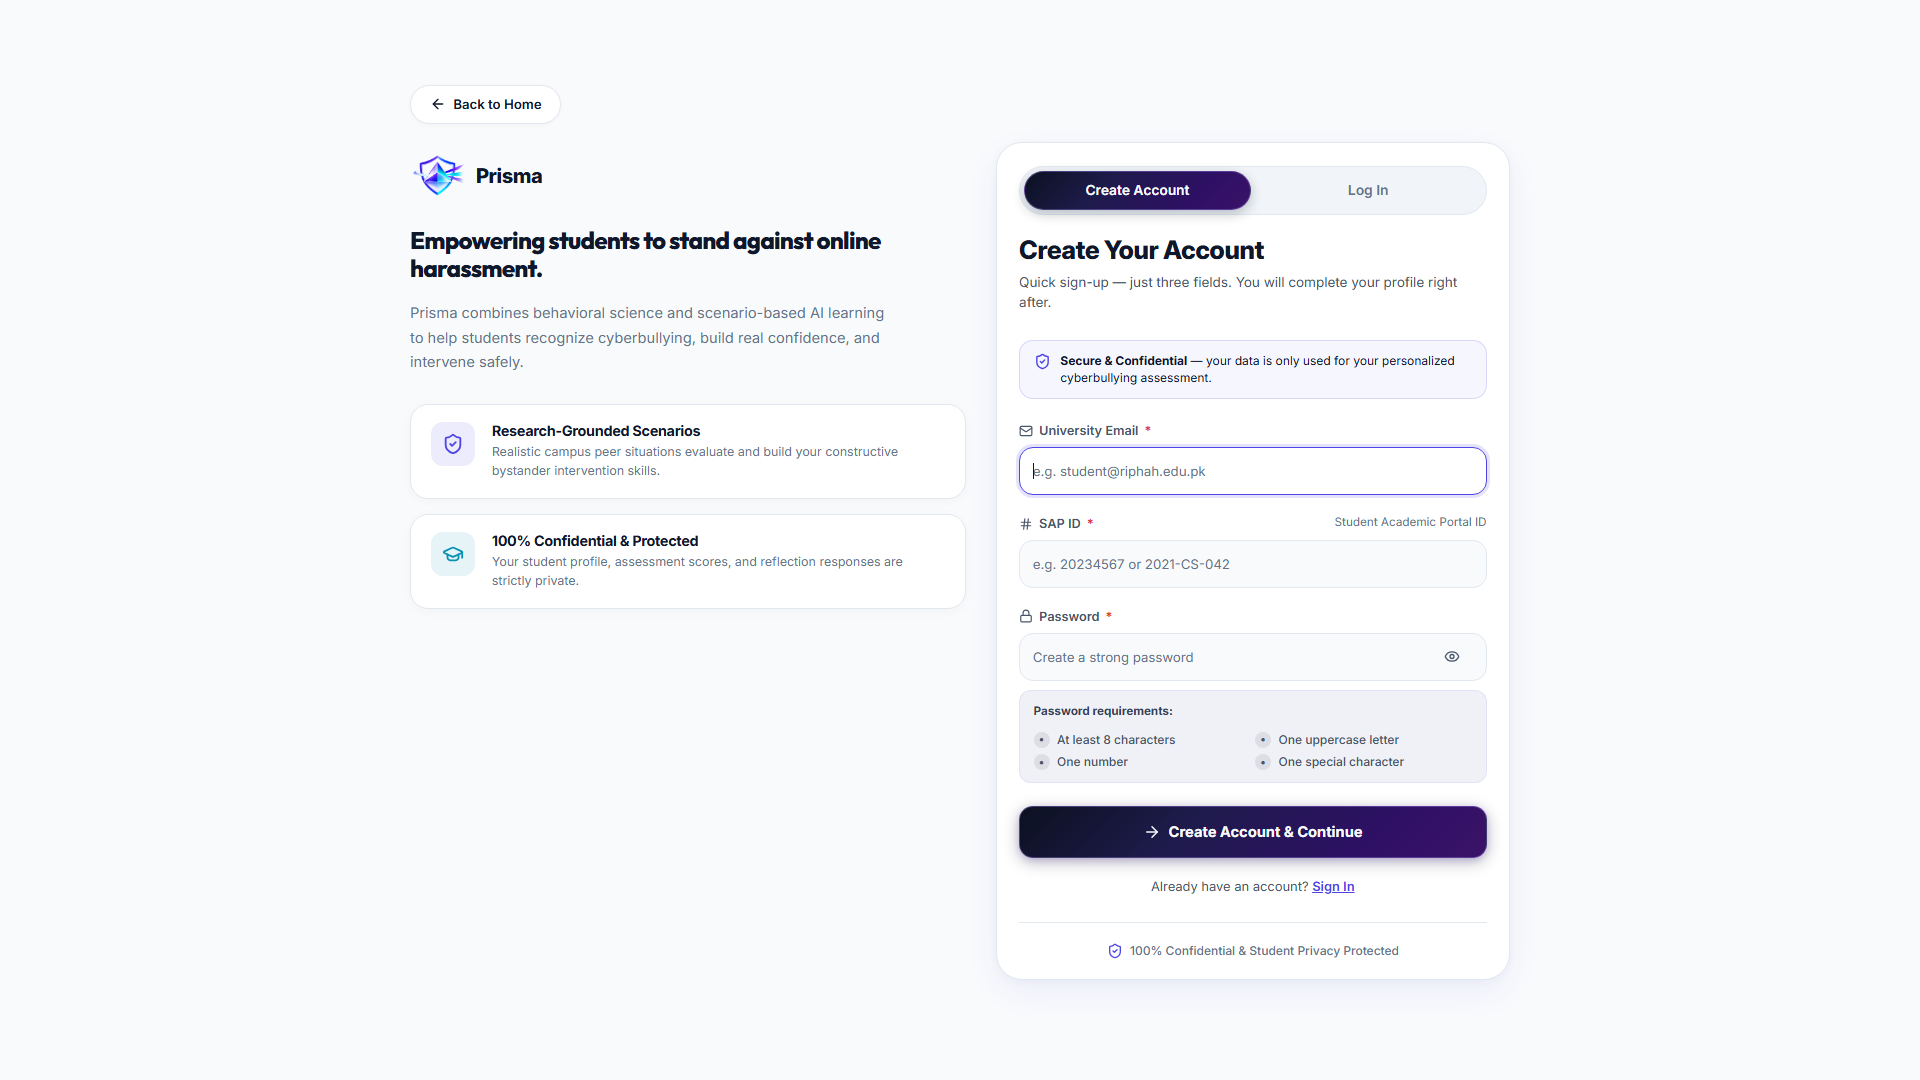 Back to Home
Prisma
Empowering students to stand against online
harassment.
Prisma combines behavioral science and scenario-based AI learning
to help students recognize cyberbullying, build real confidence, and
intervene safely.
Research-Grounded Scenarios
Realistic campus peer situations evaluate and build your constructive
bystander intervention skills.
100% Confidential & Protected
Your student profile, assessment scores, and reflection responses are
strictly private.
Create Account
Log In
Create Your Account
Quick sign-up — just three fields. You will complete your profile right
after.
Secure & Confidential — your data is only used for your personalized
cyberbullying assessment.
University Email *
e.g. student@riphah.edu.pk
SAP ID *
Student Academic Portal ID
e.g. 20234567 or 2021-CS-042
Password *
Create a strong password
Password requirements:
• At least 8 characters
• One uppercase letter
• One number
• One special character
Create Account & Continue
Already have an account? Sign In
100% Confidential & Student Privacy Protected